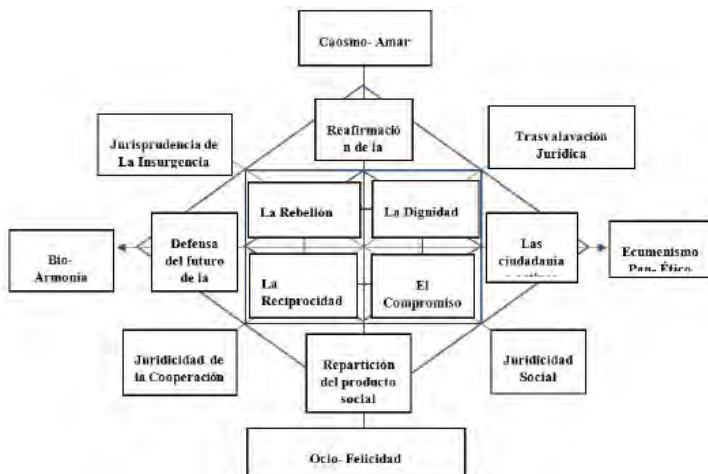 Caosmo- Amar
Reafirmació
n de la
Jurisprudencia de
La Insurgencia
Trasvalavación
Jurídica
La Rebelión
La Dignidad
Defensa
del futuro
de la
Las
ciudadanía
Bio-
Armonía
Ecumenismo
Pan- Ético
La
Reciprocidad
El
Compromiso
Juridicidad de
la Cooperación
Repartición
del producto
social
Juridicidad
Social
Ocio- Felicidad